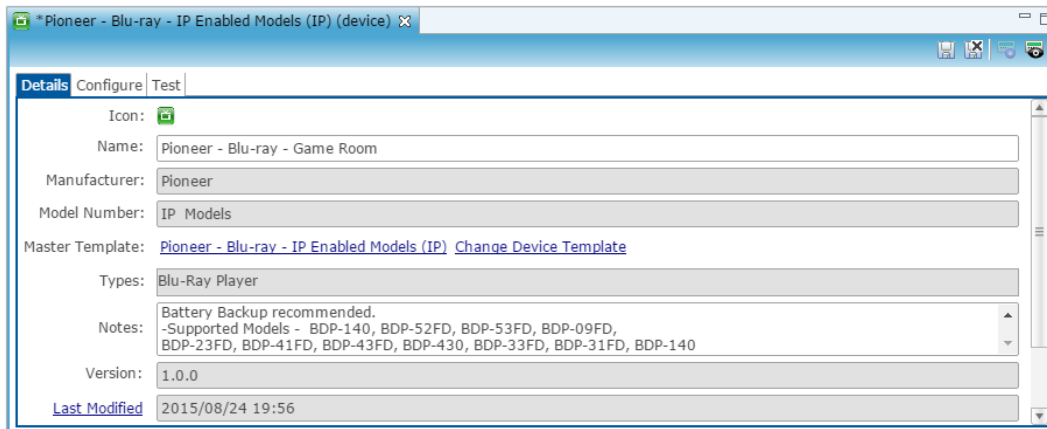 *Pioneer - Blu-ray - IP Enabled Models (IP) (device)
Details Configure Test
Icon:
Name: Pioneer - Blu-ray - Game Room
Manufacturer: Pioneer
Model Number: IP  Models
Master Template: Pioneer - Blu-ray - IP Enabled Models (IP) Change Device Template
Types: Blu-Ray Player
Notes: Battery Backup recommended.
-Supported Models -  BDP-140, BDP-52FD, BDP-53FD, BDP-09FD,
BDP-23FD, BDP-41FD, BDP-43FD, BDP-430, BDP-33FD, BDP-31FD, BDP-140
Version: 1.0.0
Last Modified 2015/08/24 19:56